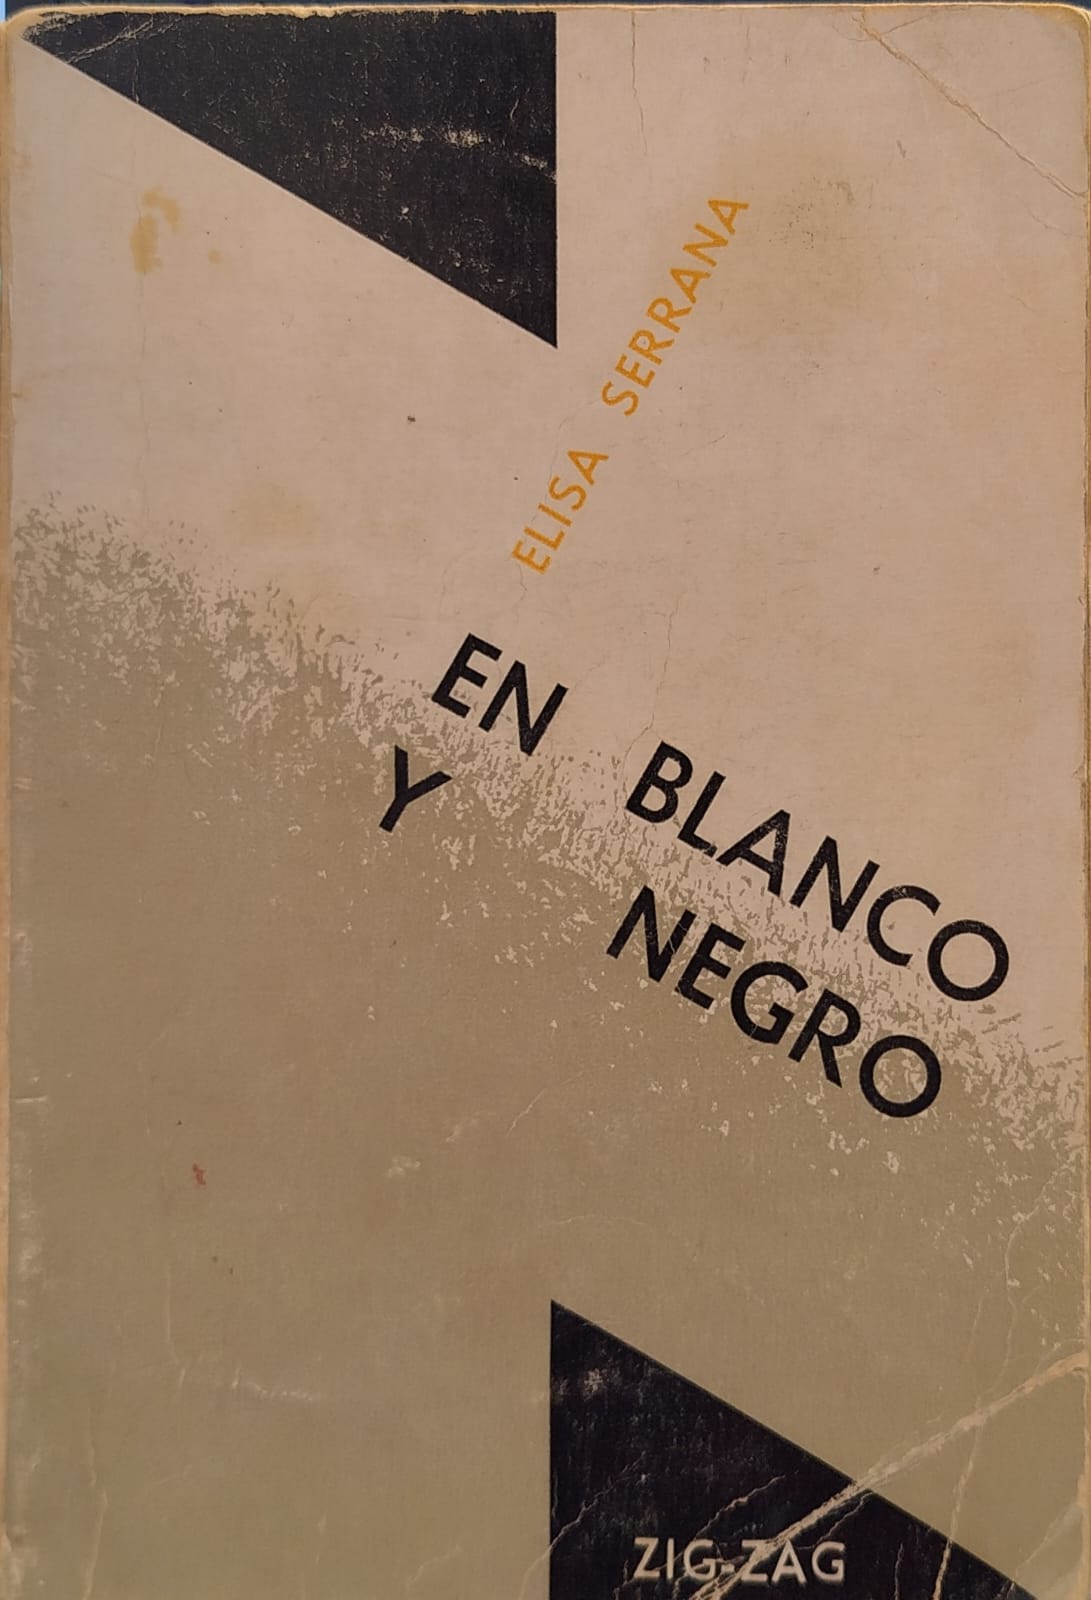 ELISA SERRANA
EN BLANCO
Y NEGRO
ZIG-ZAG